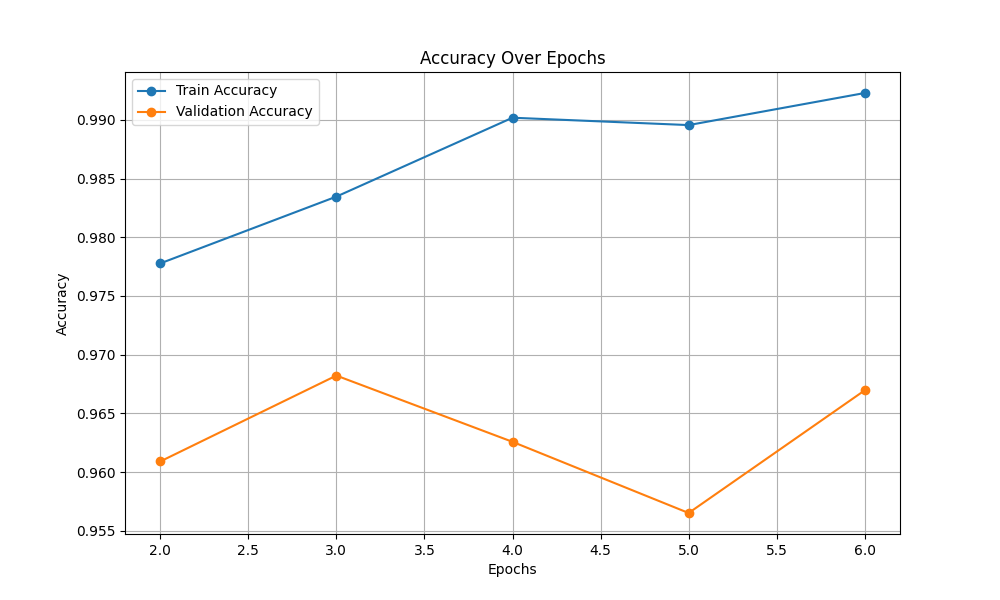 Accuracy Over Epochs
Train Accuracy
Validation Accuracy
0.990
0.985
0.980
0.975
0.970
0.965
0.960
0.955
Accuracy
2.0 2.5 3.0 3.5 4.0 4.5 5.0 5.5 6.0
Epochs